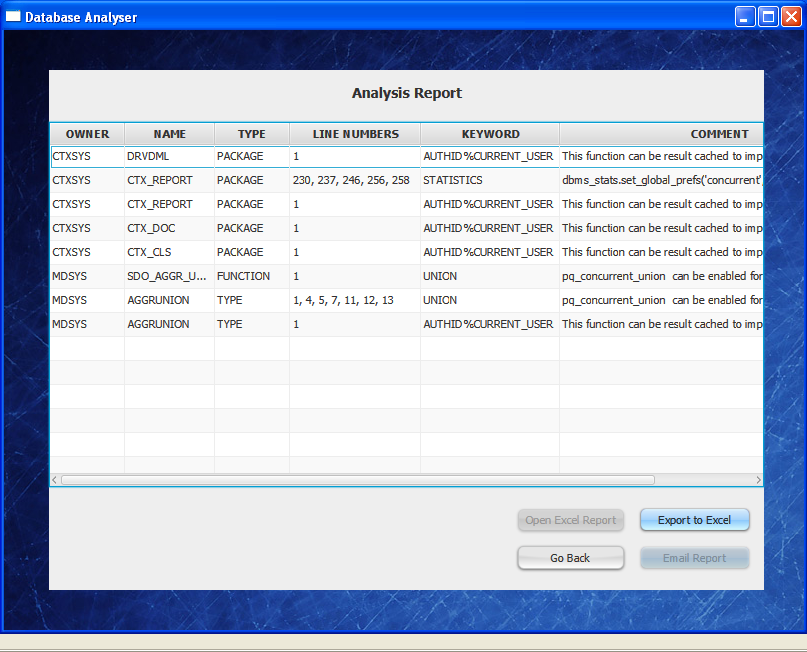 Database Analyser
Analysis Report
OWNER NAME TYPE LINE NUMBERS KEYWORD COMMENT
CTXSYS DRVDML PACKAGE 1 AUTHID%CURRENT_USER This function can be result cached to imp
CTXSYS CTX_REPORT PACKAGE 230, 237, 246, 256, 258 STATISTICS dbms_stats.set_global_prefs('concurrent',
CTXSYS CTX_REPORT PACKAGE 1 AUTHID%CURRENT_USER This function can be result cached to imp
CTXSYS CTX_DOC PACKAGE 1 AUTHID%CURRENT_USER This function can be result cached to imp
CTXSYS CTX_CLS PACKAGE 1 AUTHID%CURRENT_USER This function can be result cached to imp
MDSYS SDO_AGGR_U... FUNCTION 1 UNION pq_concurrent_union can be enabled for
MDSYS AGGRUNION TYPE 1, 4, 5, 7, 11, 12, 13 UNION pq_concurrent_union can be enabled for
MDSYS AGGRUNION TYPE 1 AUTHID%CURRENT_USER This function can be result cached to imp
Open Excel Report Export to Excel
Go Back Email Report